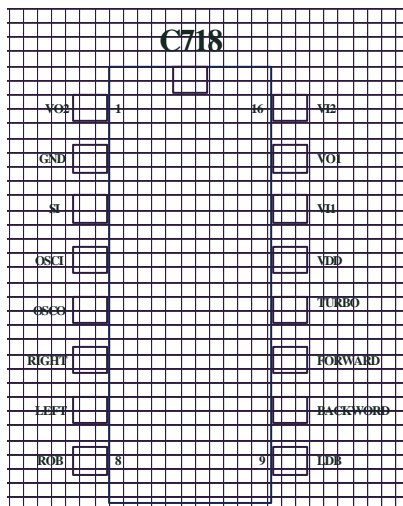 C718
VO2 1 16 VI2
GND VO1
SI VI1
OSCI VDD
OSCO TURBO
RIGHT FORWARD
LEFT BACKWORD
ROB 8 9 LDB